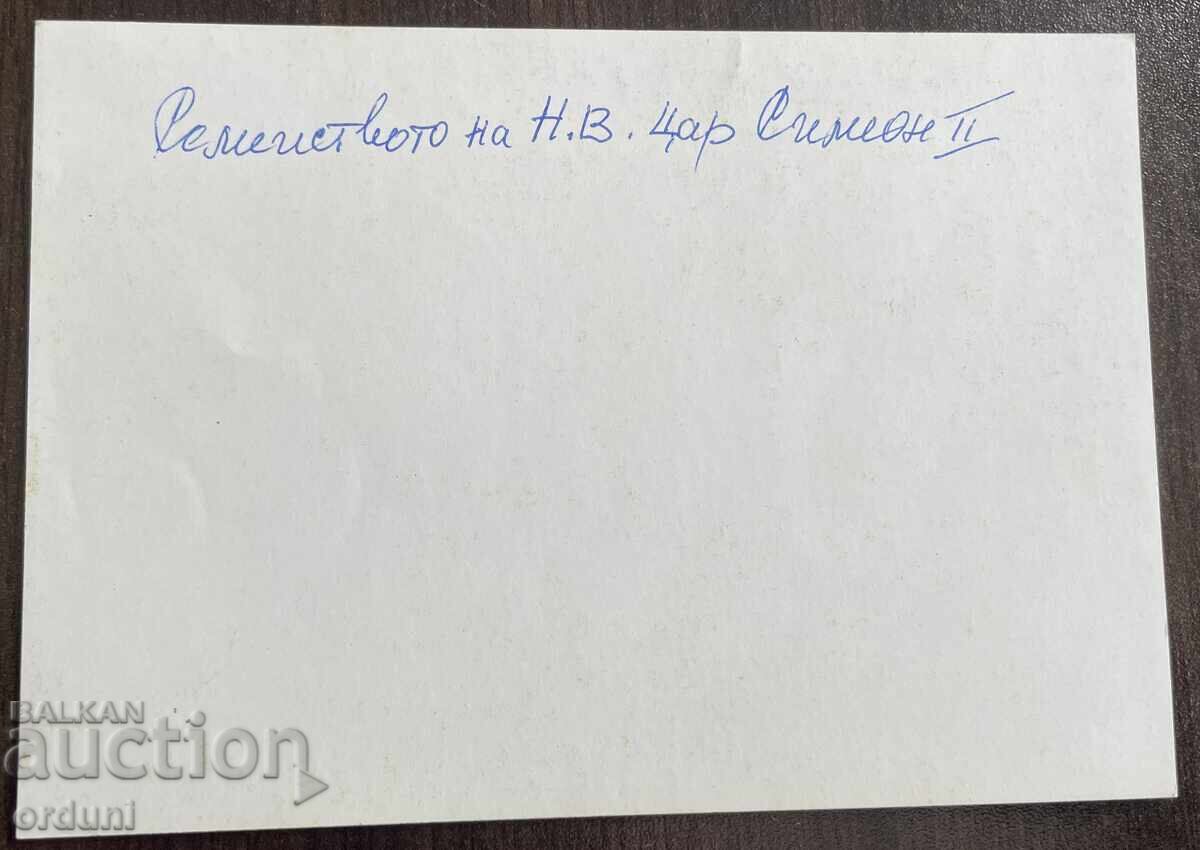 Семейството на Н.В. Цар Симеон II
BALKAN
auction
orduni